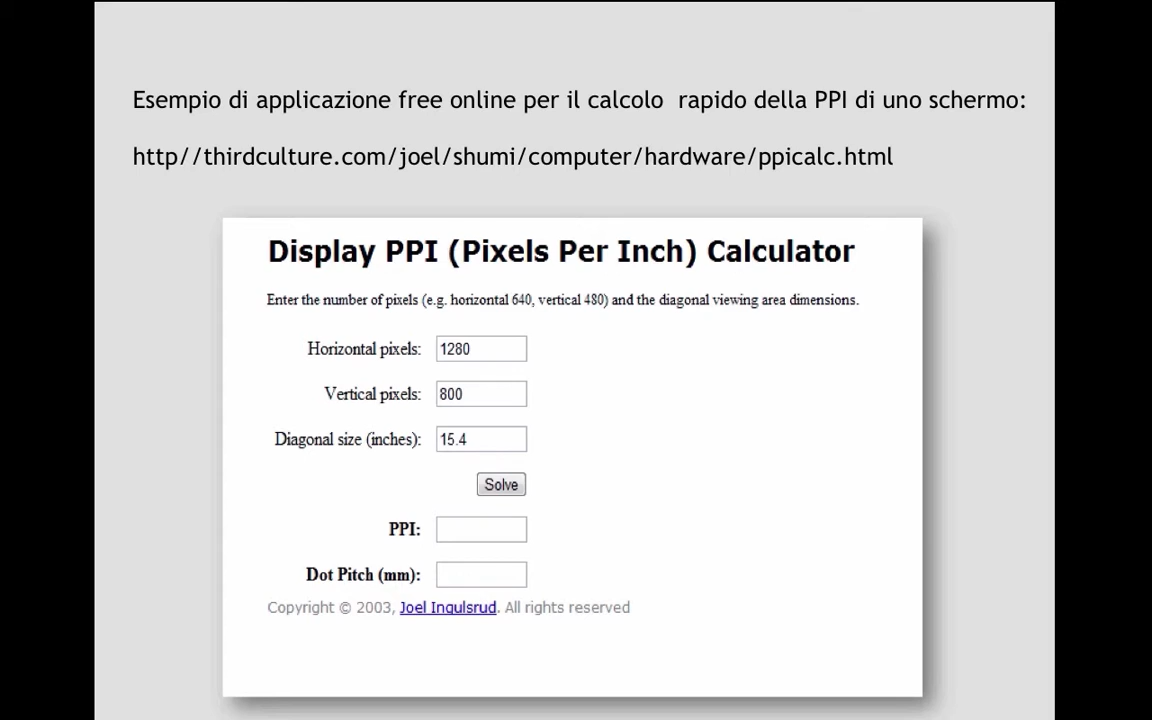 Esempio di applicazione free online per il calcolo  rapido della PPI di uno schermo:
http//thirdculture.com/joel/shumi/computer/hardware/ppicalc.html
Display PPI (Pixels Per Inch) Calculator
Enter the number of pixels (e.g. horizontal 640, vertical 480) and the diagonal viewing area dimensions.
Horizontal pixels: 1280
Vertical pixels: 800
Diagonal size (inches): 15.4
Solve
PPI:
Dot Pitch (mm):
Copyright © 2003, Joel Ingulsrud. All rights reserved